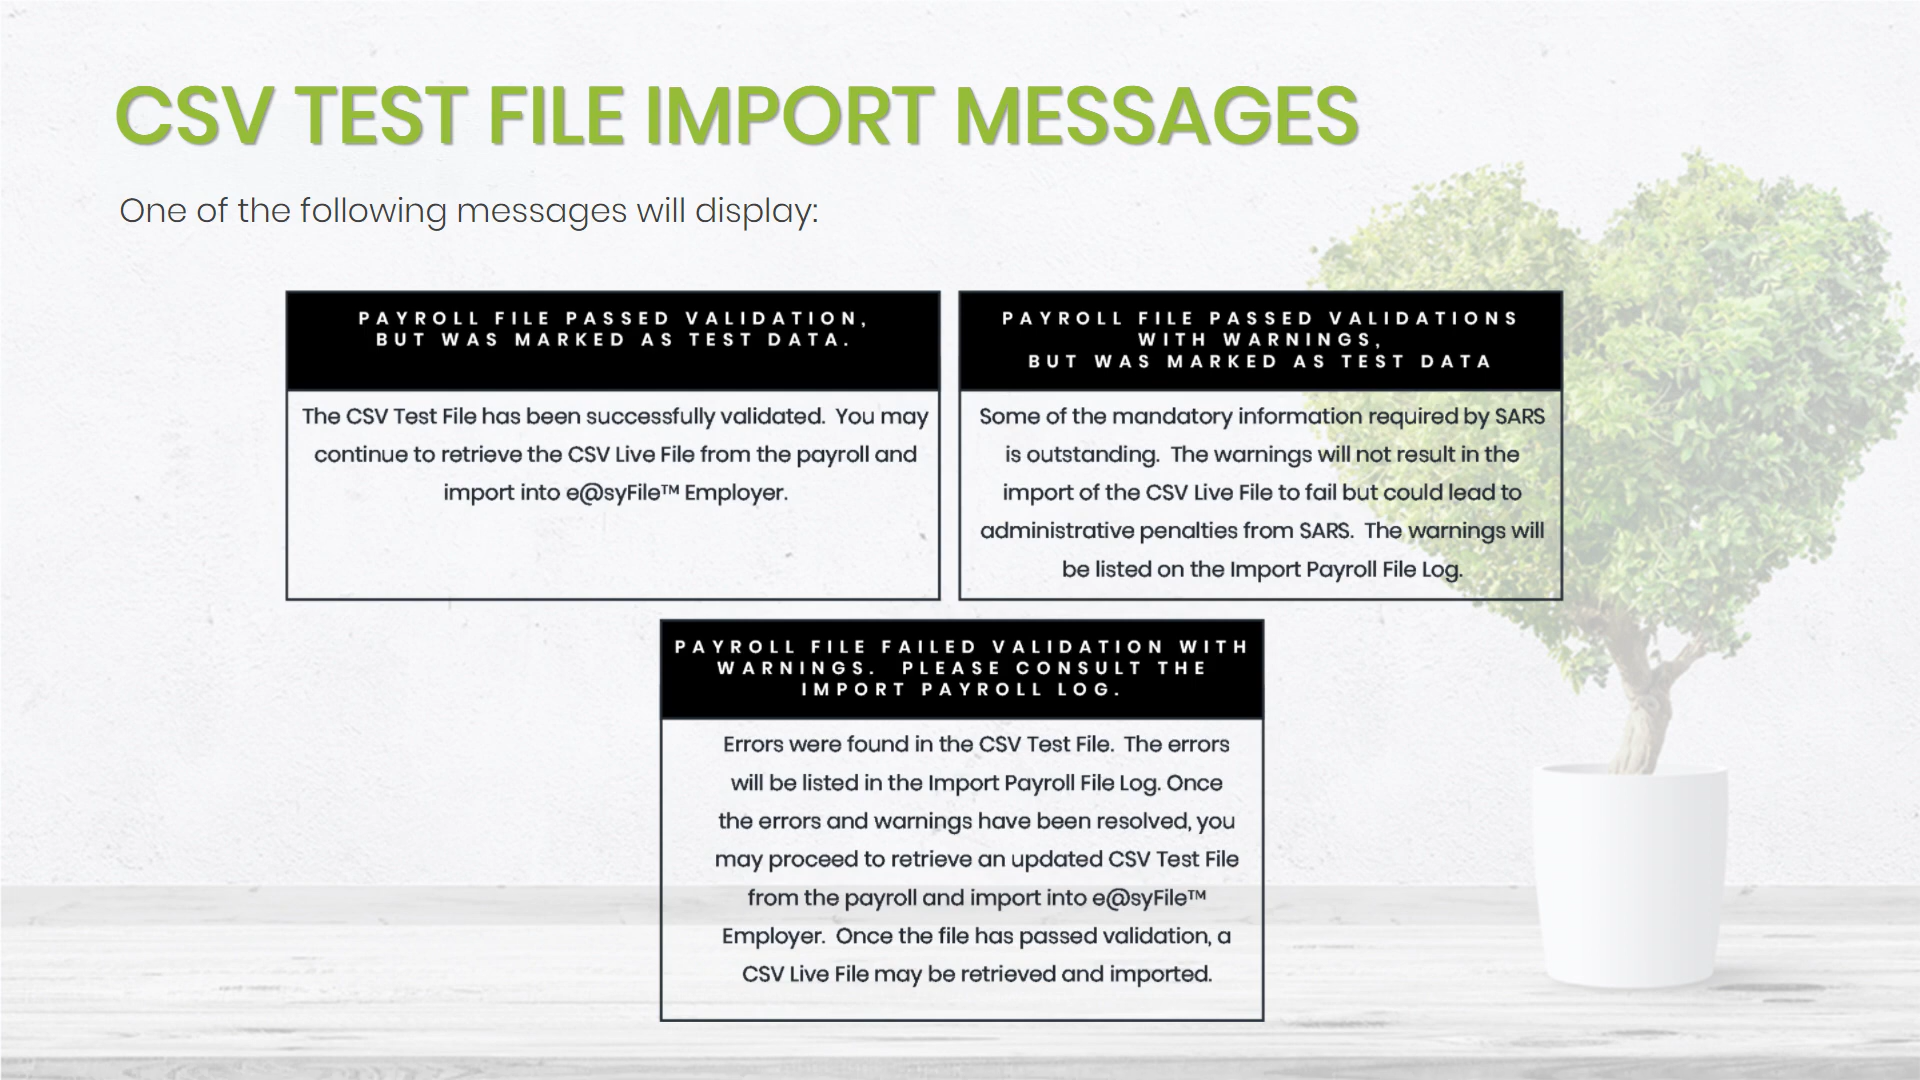 CSV TEST FILE IMPORT MESSAGES
One of the following messages will display:
PAYROLL FILE PASSED VALIDATION,
BUT WAS MARKED AS TEST DATA.
The CSV Test File has been successfully validated.  You may
continue to retrieve the CSV Live File from the payroll and
import into e@syFile™ Employer.
PAYROLL FILE PASSED VALIDATIONS
WITH WARNINGS,
BUT WAS MARKED AS TEST DATA
Some of the mandatory information required by SARS
is outstanding.  The warnings will not result in the
import of the CSV Live File to fail but could lead to
administrative penalties from SARS.  The warnings will
be listed on the Import Payroll File Log.
PAYROLL FILE FAILED VALIDATION WITH
WARNINGS.  PLEASE CONSULT THE
IMPORT PAYROLL LOG.
Errors were found in the CSV Test File.  The errors
will be listed in the Import Payroll File Log. Once
the errors and warnings have been resolved, you
may proceed to retrieve an updated CSV Test File
from the payroll and import into e@syFile™
Employer.  Once the file has passed validation, a
CSV Live File may be retrieved and imported.